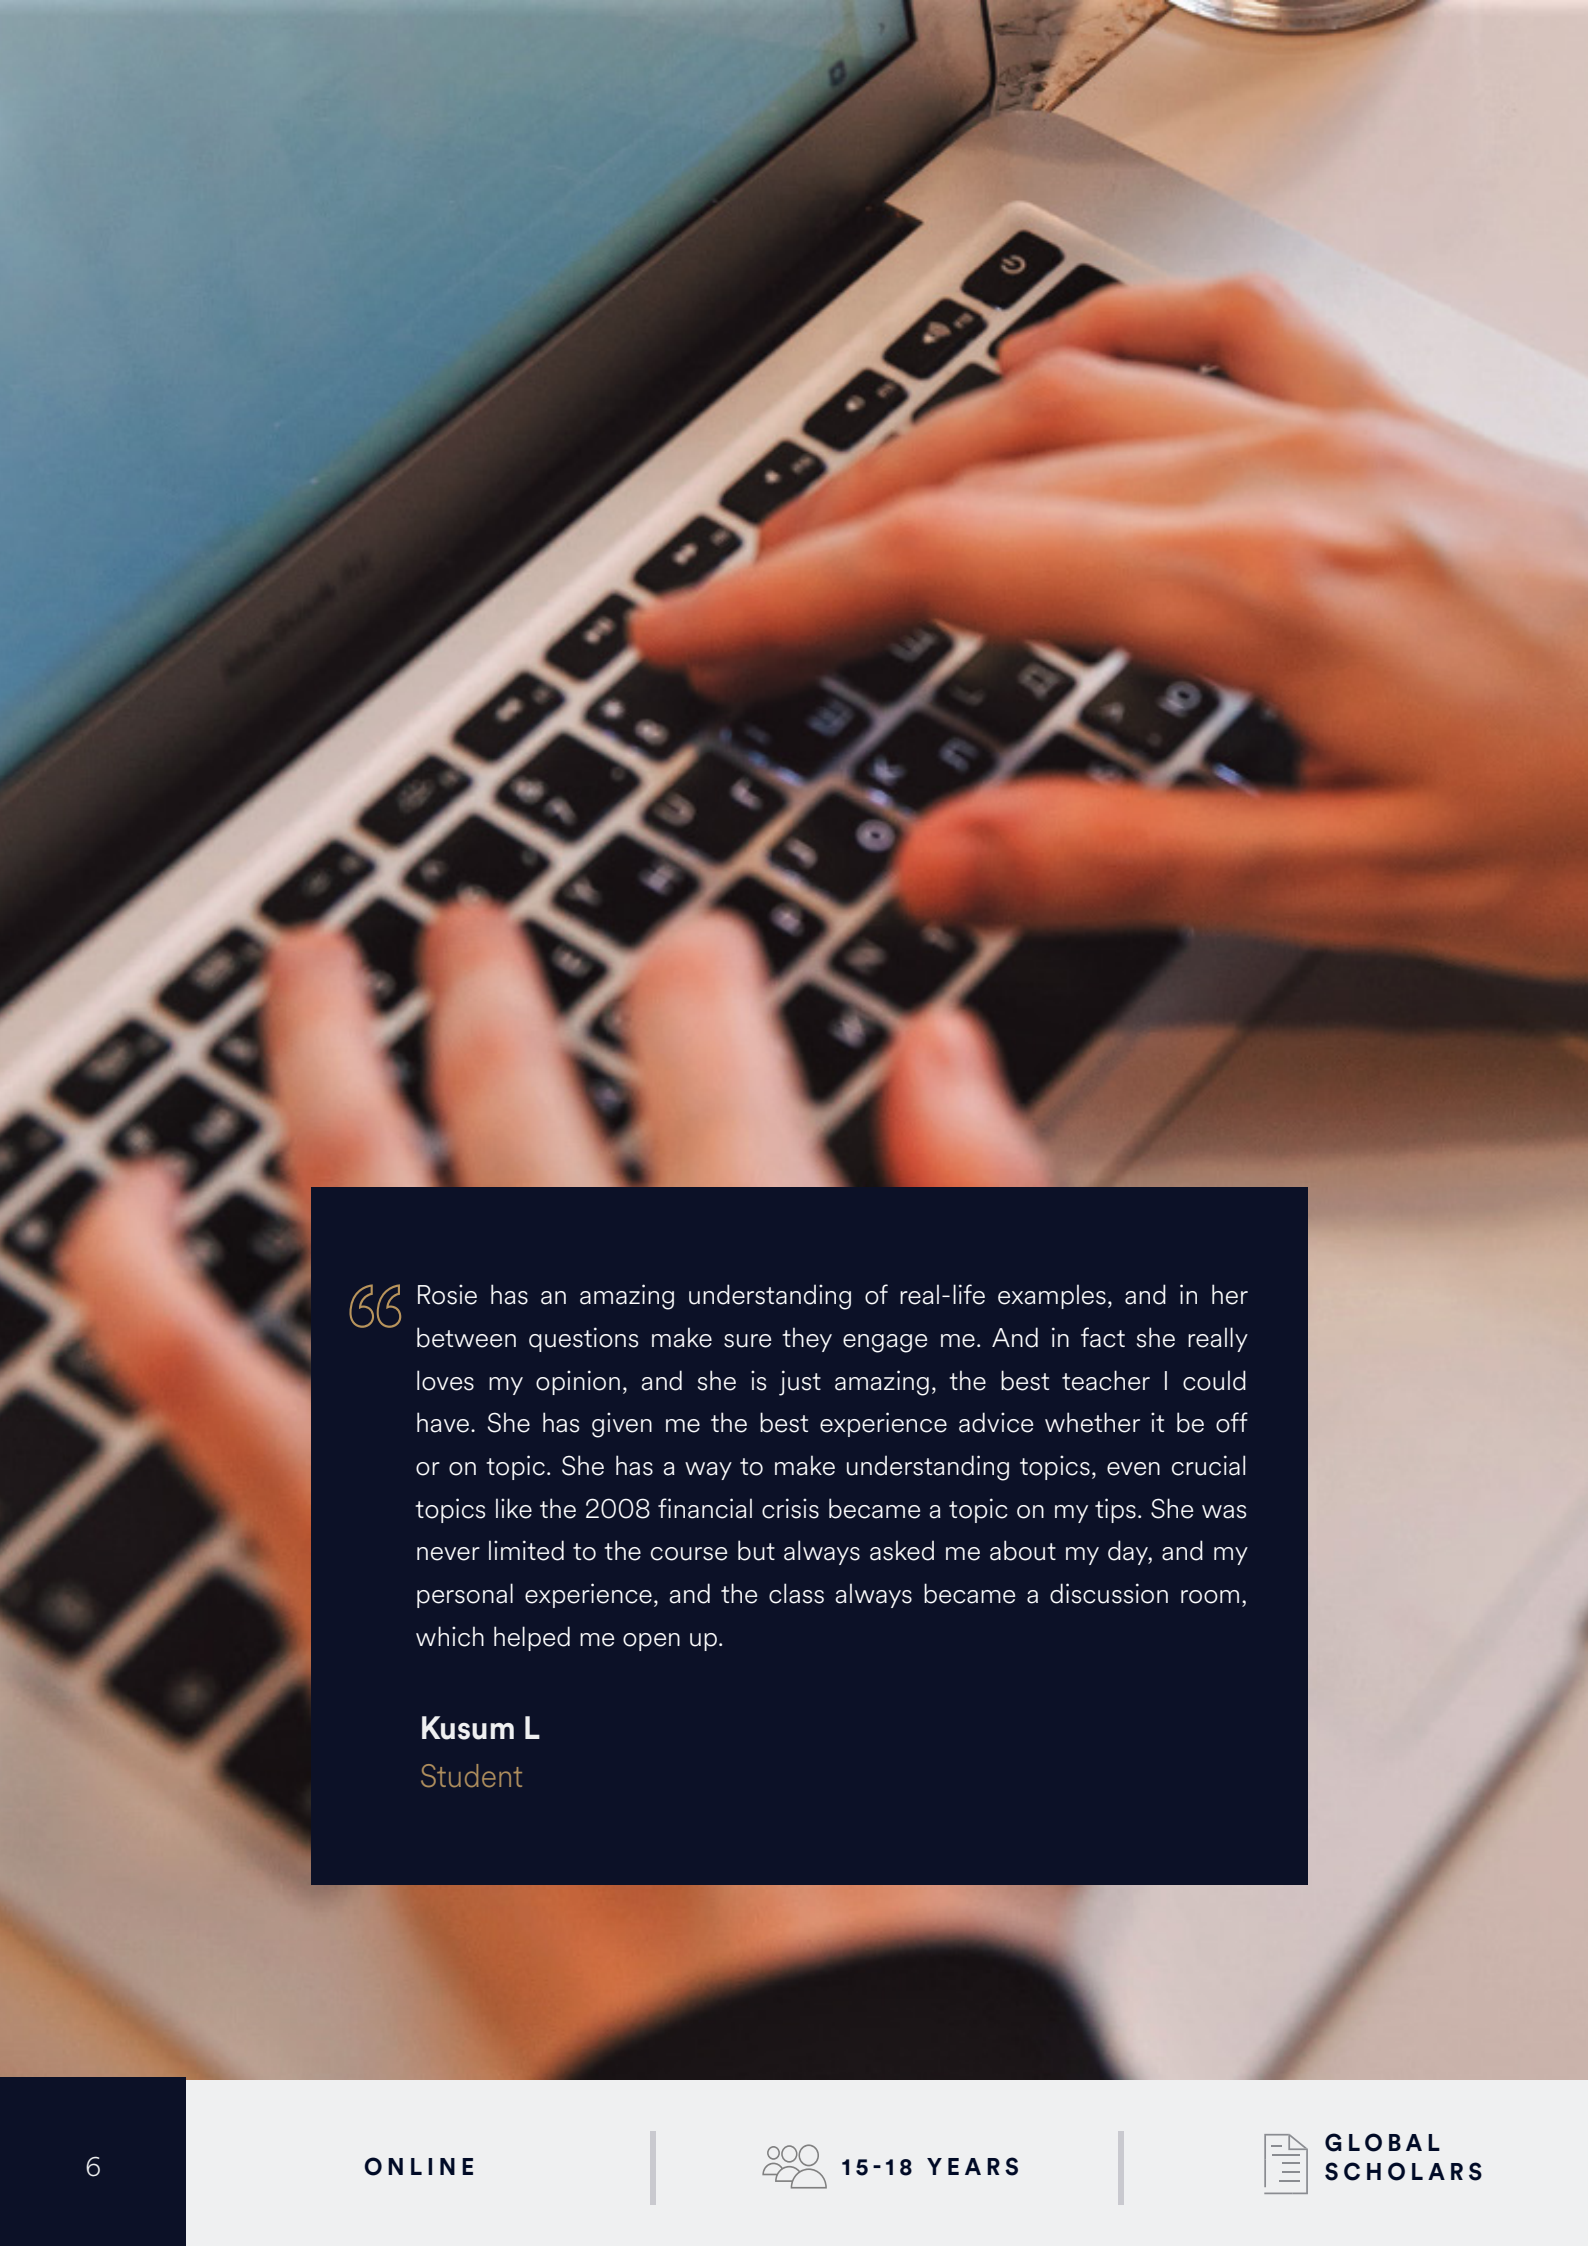 Rosie has an amazing understanding of real-life examples, and in her
between questions make sure they engage me. And in fact she really
loves my opinion, and she is just amazing, the best teacher I could
have. She has given me the best experience advice whether it be off
or on topic. She has a way to make understanding topics, even crucial
topics like the 2008 financial crisis became a topic on my tips. She was
never limited to the course but always asked me about my day, and my
personal experience, and the class always became a discussion room,
which helped me open up.
Kusum L
Student
6
ONLINE
15-18 YEARS
GLOBAL
SCHOLARS